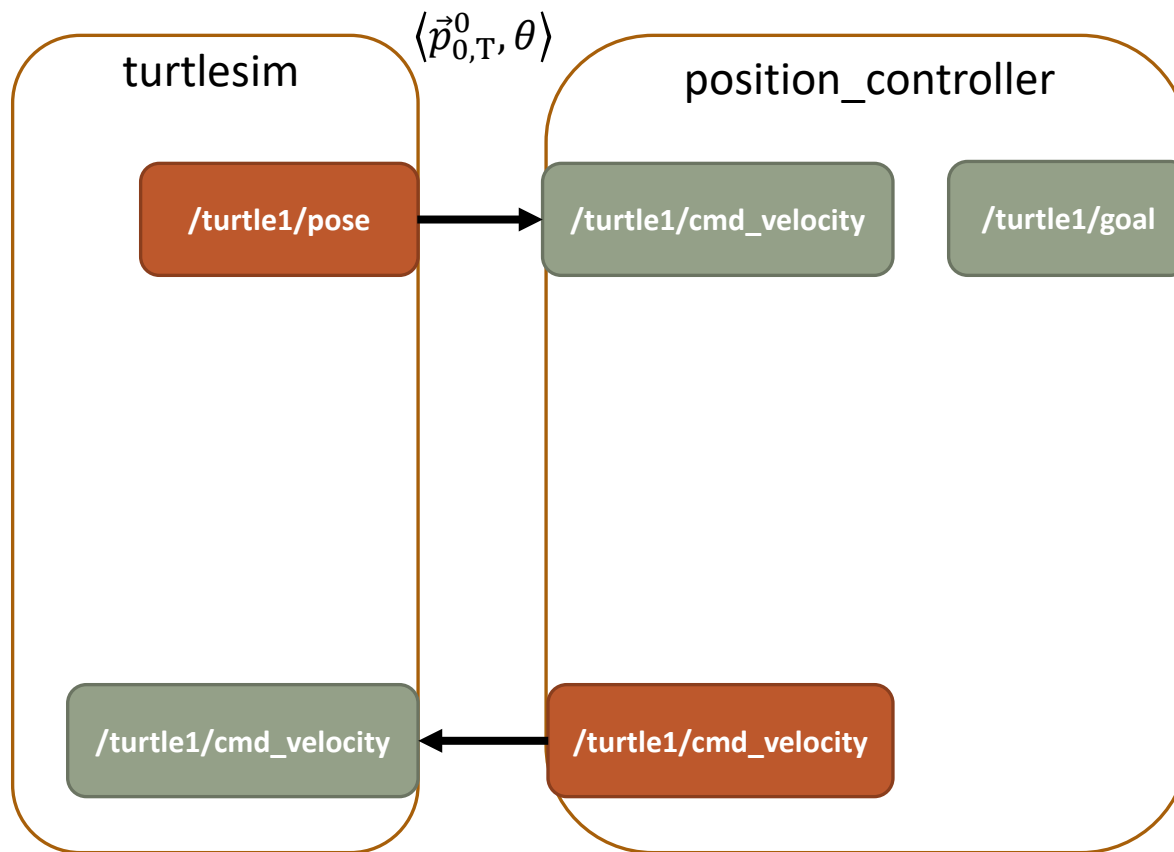 ⟨p⃗⁰₀,T, θ⟩
turtlesim
position_controller
/turtle1/pose
/turtle1/cmd_velocity
/turtle1/goal
/turtle1/cmd_velocity
/turtle1/cmd_velocity